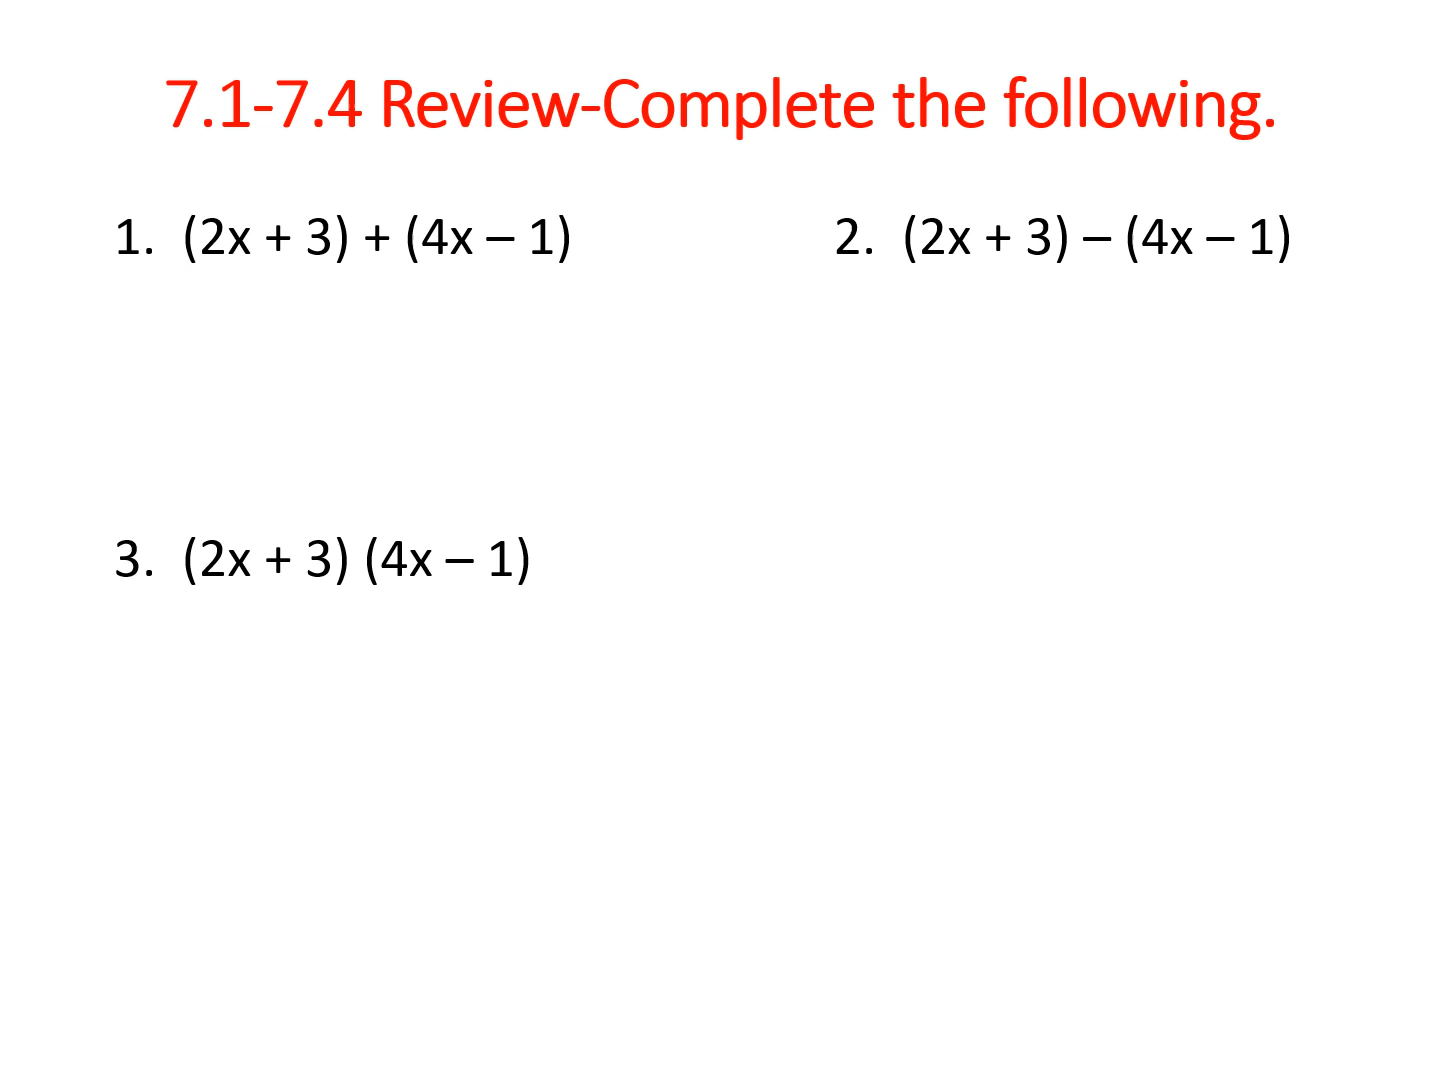 7.1-7.4 Review-Complete the following.
1. (2x + 3) + (4x – 1)
2. (2x + 3) – (4x – 1)
3. (2x + 3) (4x – 1)